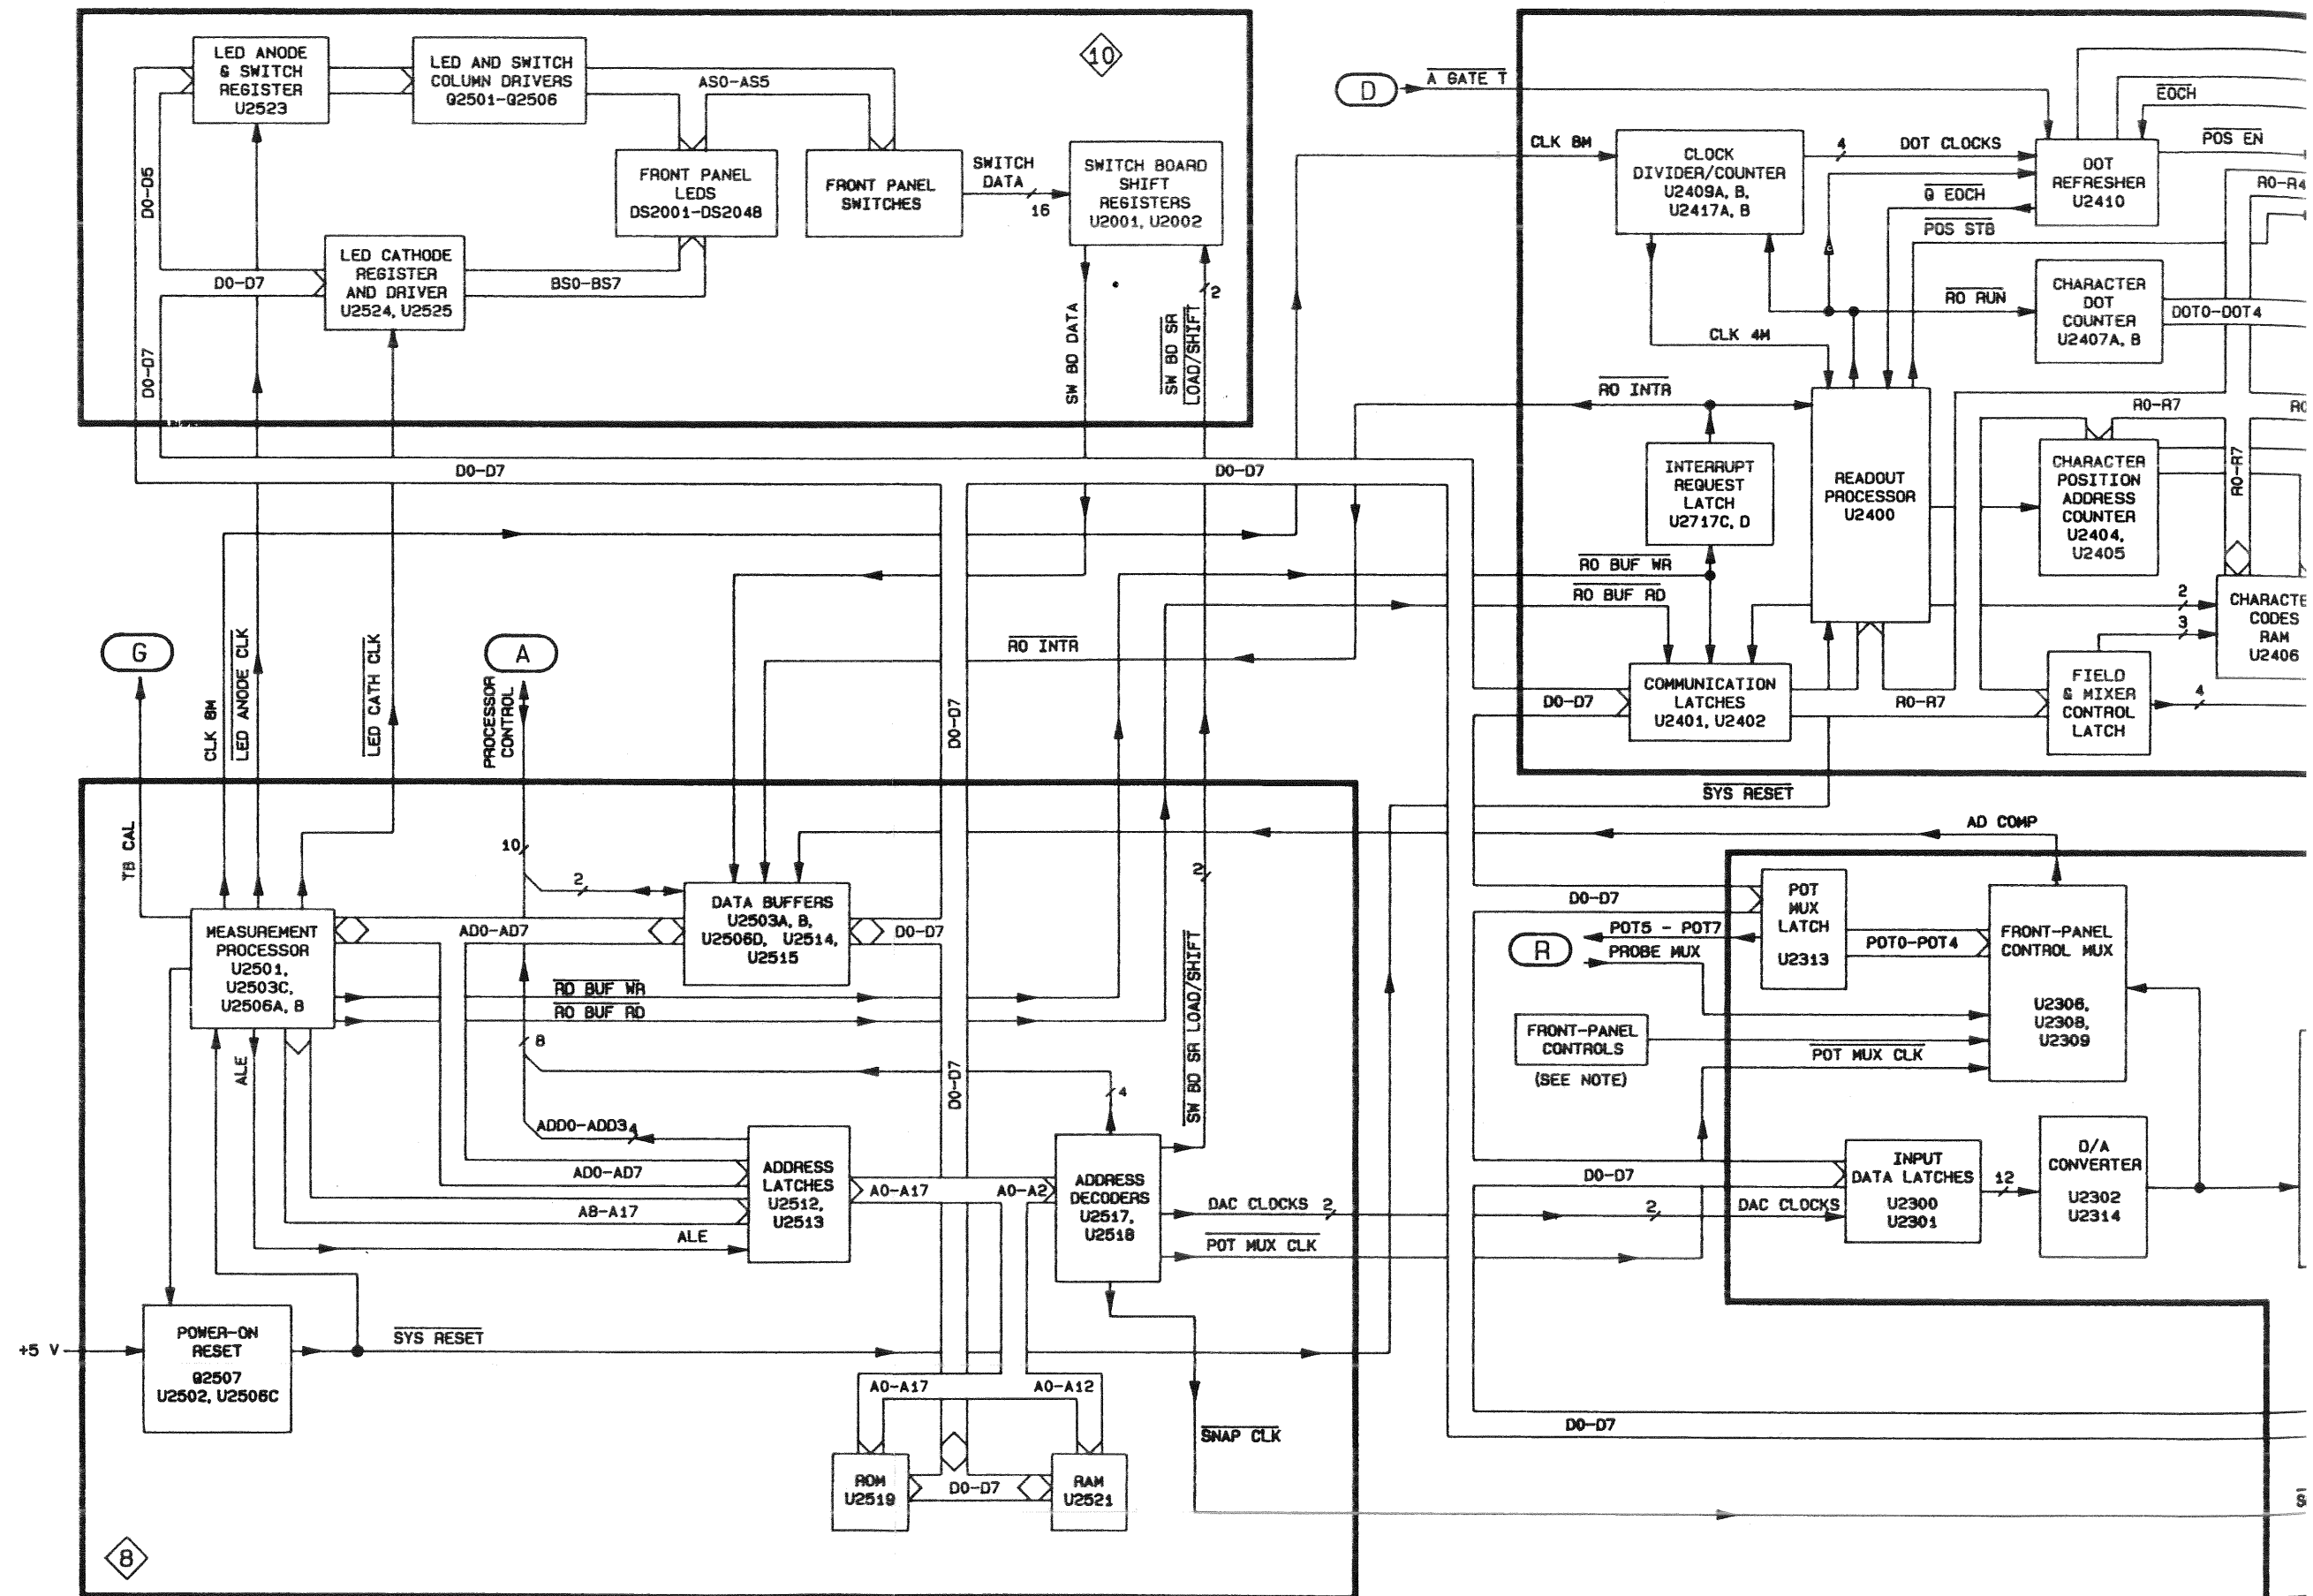 LED ANODE
& SWITCH
REGISTER
U2523
LED AND SWITCH
COLUMN DRIVERS
Q2501-Q2506
AS0-AS5
10
D0-D5
FRONT PANEL
LEDS
DS2001-DS2048
FRONT PANEL
SWITCHES
SWITCH
DATA
16
SWITCH BOARD
SHIFT
REGISTERS
U2001, U2002
LED CATHODE
REGISTER
AND DRIVER
U2524, U2525
D0-D7
BS0-BS7
D0-D7
SW BD DATA
SW BD SR
LOAD/SHIFT
2
D0-D7
D0-D7
D
A GATE T
CLK 8M
CLOCK
DIVIDER/COUNTER
U2409A, B,
U2417A, B
4
DOT CLOCKS
DOT
REFRESHER
U2410
EOCH
POS EN
R0-R4
Q EOCH
POS STB
RO RUN
CHARACTER
DOT
COUNTER
U2407A, B
DOT0-DOT4
CLK 4M
RO INTR
R0-R7
INTERRUPT
REQUEST
LATCH
U2717C, D
READOUT
PROCESSOR
U2400
CHARACTER
POSITION
ADDRESS
COUNTER
U2404,
U2405
R0-R7
RO BUF WR
RO BUF RD
2
3
CODES
RAM
U2406
COMMUNICATION
LATCHES
U2401, U2402
D0-D7
R0-R7
FIELD
& MIXER
CONTROL
LATCH
4
SYS RESET
G
A
CLK 8M
LED ANODE CLK
LED CATH CLK
PROCESSOR
CONTROL
RO INTR
D0-D7
TB CAL
10
2
2
DATA BUFFERS
U2503A, B,
U2506D, U2514,
U2515
AD0-AD7
D0-D7
MEASUREMENT
PROCESSOR
U2501,
U2503C,
U2506A, B
RO BUF WR
RO BUF RD
8
ALE
D0-D7
4
SW BD SR LOAD/SHIFT
ADD0-ADD3
4
AD0-AD7
A8-A17
ALE
ADDRESS
LATCHES
U2512,
U2513
A0-A17
A0-A2
ADDRESS
DECODERS
U2517,
U2518
DAC CLOCKS
2
POT MUX CLK
+5 V
POWER-ON
RESET
Q2507
U2502, U2506C
SYS RESET
A0-A17
A0-A12
ROM
U2519
D0-D7
RAM
U2521
SNAP CLK
8
AD COMP
D0-D7
POT
MUX
LATCH
U2313
POT5 - POT7
PROBE MUX
R
POT0-POT4
FRONT-PANEL
CONTROL MUX
U2306,
U2308,
U2309
FRONT-PANEL
CONTROLS
(SEE NOTE)
POT MUX CLK
D0-D7
2
DAC CLOCKS
INPUT
DATA LATCHES
U2300
U2301
12
D/A
CONVERTER
U2302
U2314
D0-D7